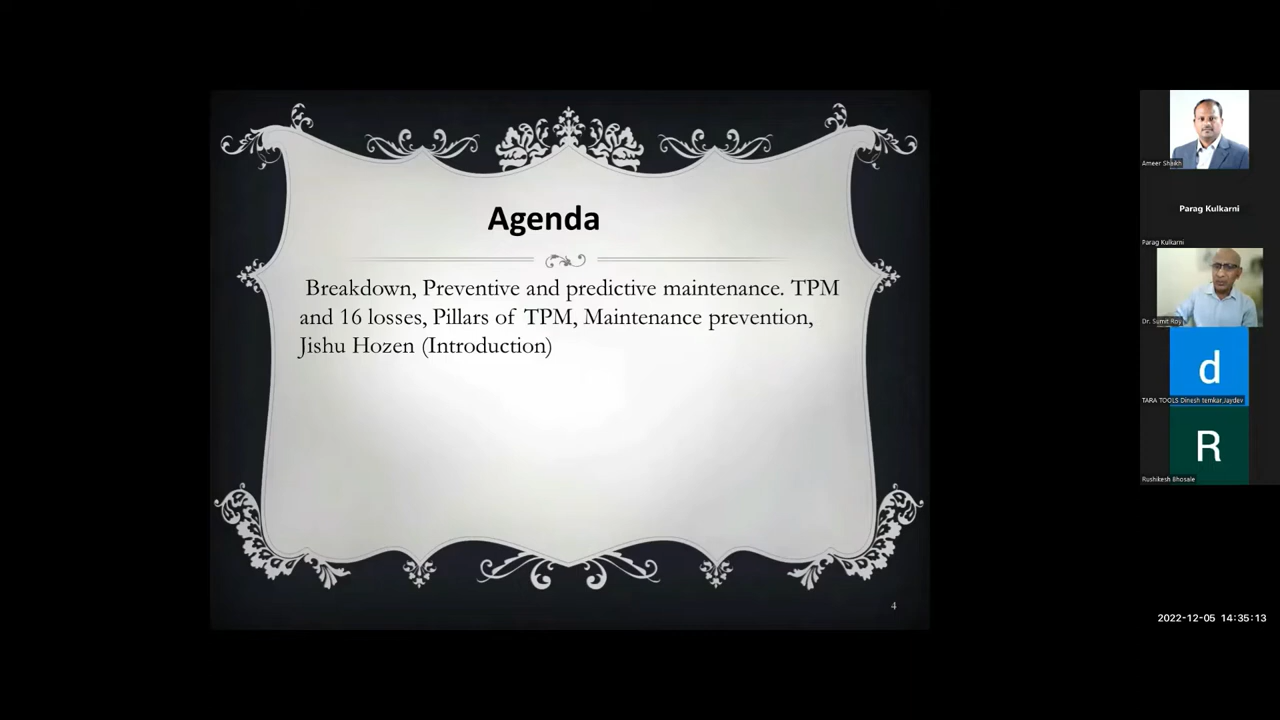 Agenda
Breakdown, Preventive and predictive maintenance. TPM
and 16 losses, Pillars of TPM, Maintenance prevention,
Jishu Hozen (Introduction)
4
Ameer Shaikh
Parag Kulkarni
Parag Kulkarni
Dr. Sumit Roy
d
TARA TOOLS Dinesh temkar,Jaydev
R
Rushikesh Bhosale
2022-12-05 14:35:13